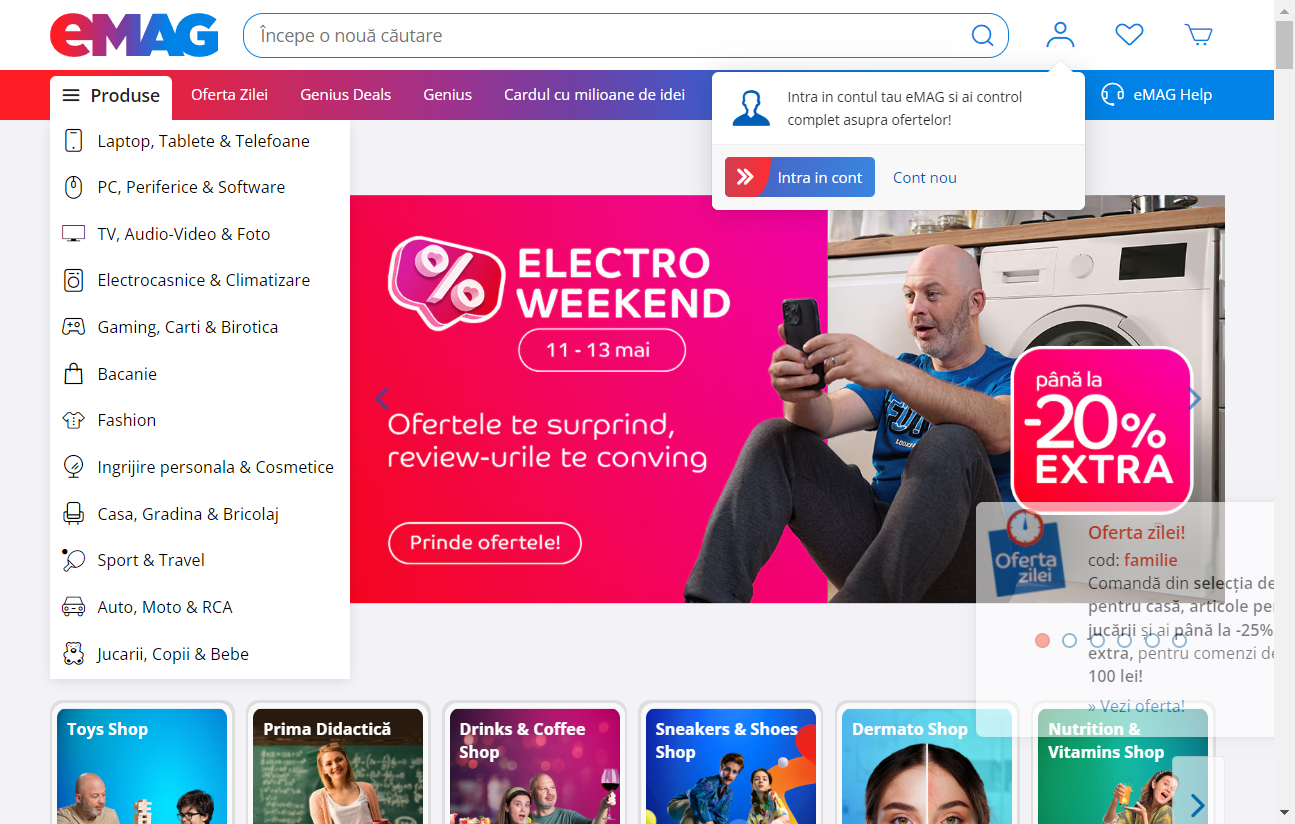 eMAG
Începe o nouă căutare
Produse
Oferta Zilei
Genius Deals
Genius
Cardul cu milioane de idei
eMAG Help
Intra in contul tau eMAG si ai control
complet asupra ofertelor!
Intra in cont
Cont nou
Laptop, Tablete & Telefoane
PC, Periferice & Software
TV, Audio-Video & Foto
Electrocasnice & Climatizare
Gaming, Carti & Birotica
Bacanie
Fashion
Ingrijire personala & Cosmetice
Casa, Gradina & Bricolaj
Sport & Travel
Auto, Moto & RCA
Jucarii, Copii & Bebe
ELECTRO
WEEKEND
11 - 13 mai
Ofertele te surprind,
review-urile te conving
Prinde ofertele!
până la
-20%
EXTRA
Oferta
zilei
Oferta zilei!
cod: familie
Comandă din selecția de
pentru casă, articole pe
jucării și ai până la -25%
extra, pentru comenzi de
100 lei!
» Vezi oferta!
Toys Shop
Prima Didactică
Drinks & Coffee
Shop
Sneakers & Shoes
Shop
Dermato Shop
Nutrition &
Vitamins Shop